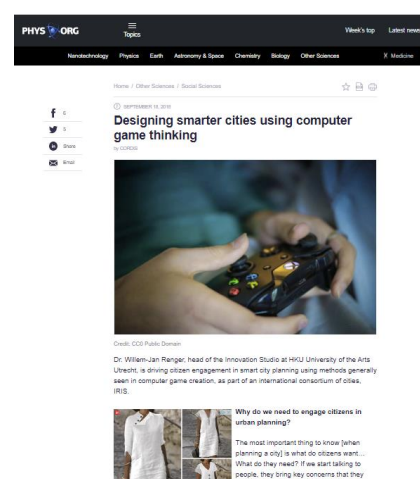 PHYS ORG
Topics
Week's top
Latest news
Nanotechnology
Physics
Earth
Astronomy & Space
Chemistry
Biology
Other Sciences
Medicine
Home / Other Sciences / Social Sciences
SEPTEMBER
Designing smarter cities using computer
game thinking
by CORDIS
Share
Email
Credit: CC0 Public Domain
Dr. Willem-Jan Renger, head of the Innovation Studio at HKU University of the Arts
Utrecht, is driving citizen engagement in smart city planning using methods generally
seen in computer game creation, as part of an international consortium of cities,
IRIS.
Why do we need to engage citizens in
urban planning?
The most important thing to know [when
planning a city] is what do citizens want...
What do they need? If we start talking to
people, they bring key concerns that they